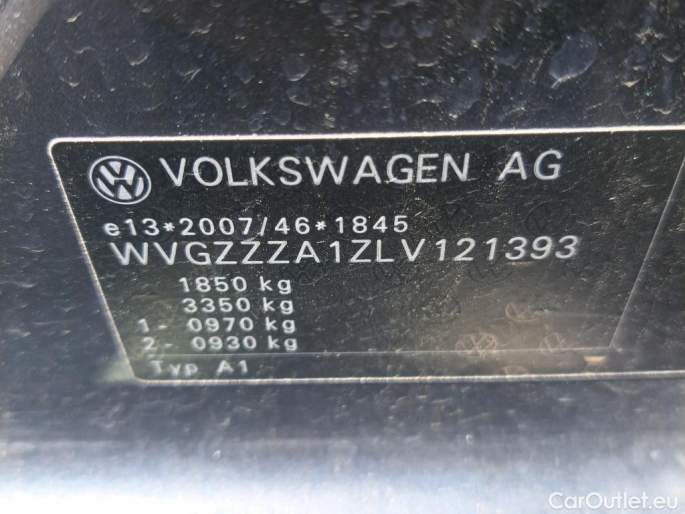 VOLKSWAGEN AG
e13*2007/46*1845
WVGZZZA1ZLV121393
1850 kg
3350 kg
1- 0970 kg
2- 0930 kg
Typ A1
CarOutlet.eu